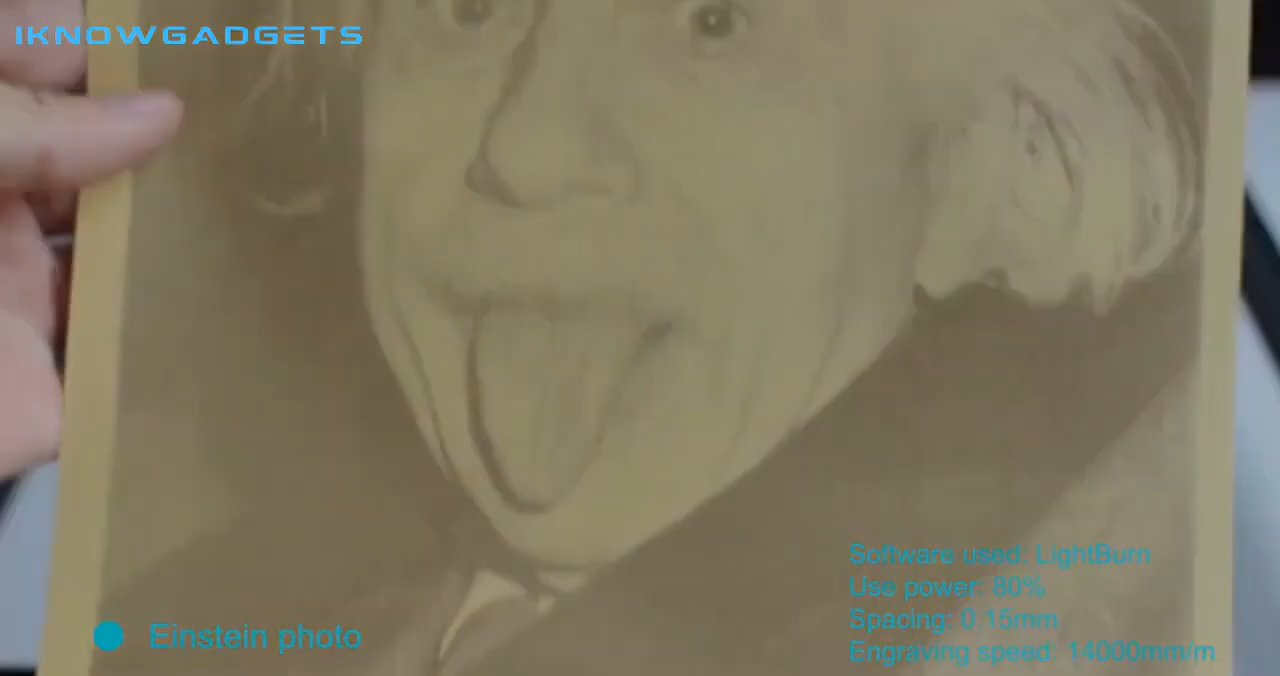 IKNOWGADGETS
Einstein photo
Software used: LightBurn
Use power: 80%
Spacing: 0.15mm
Engraving speed: 14000mm/m